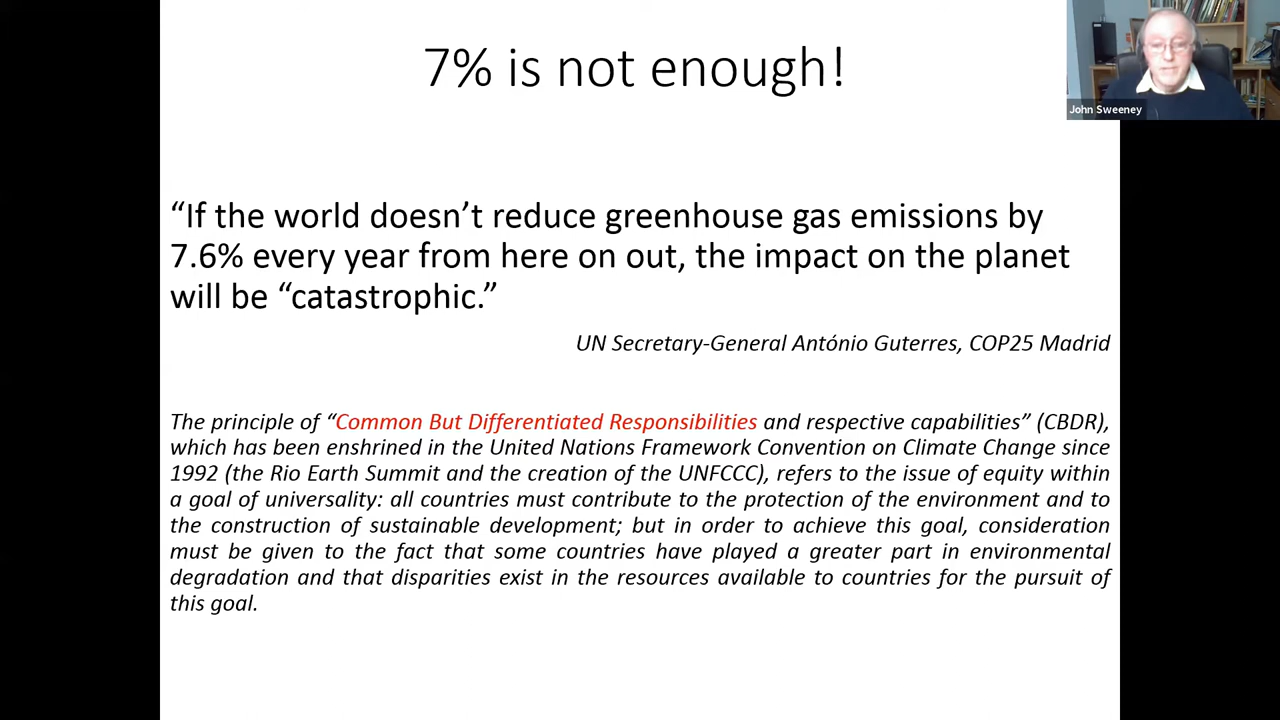 7% is not enough!
John Sweeney
“If the world doesn’t reduce greenhouse gas emissions by
7.6% every year from here on out, the impact on the planet
will be “catastrophic.”
UN Secretary-General António Guterres, COP25 Madrid
The principle of “Common But Differentiated Responsibilities and respective capabilities” (CBDR),
which has been enshrined in the United Nations Framework Convention on Climate Change since
1992 (the Rio Earth Summit and the creation of the UNFCCC), refers to the issue of equity within
a goal of universality: all countries must contribute to the protection of the environment and to
the construction of sustainable development; but in order to achieve this goal, consideration
must be given to the fact that some countries have played a greater part in environmental
degradation and that disparities exist in the resources available to countries for the pursuit of
this goal.